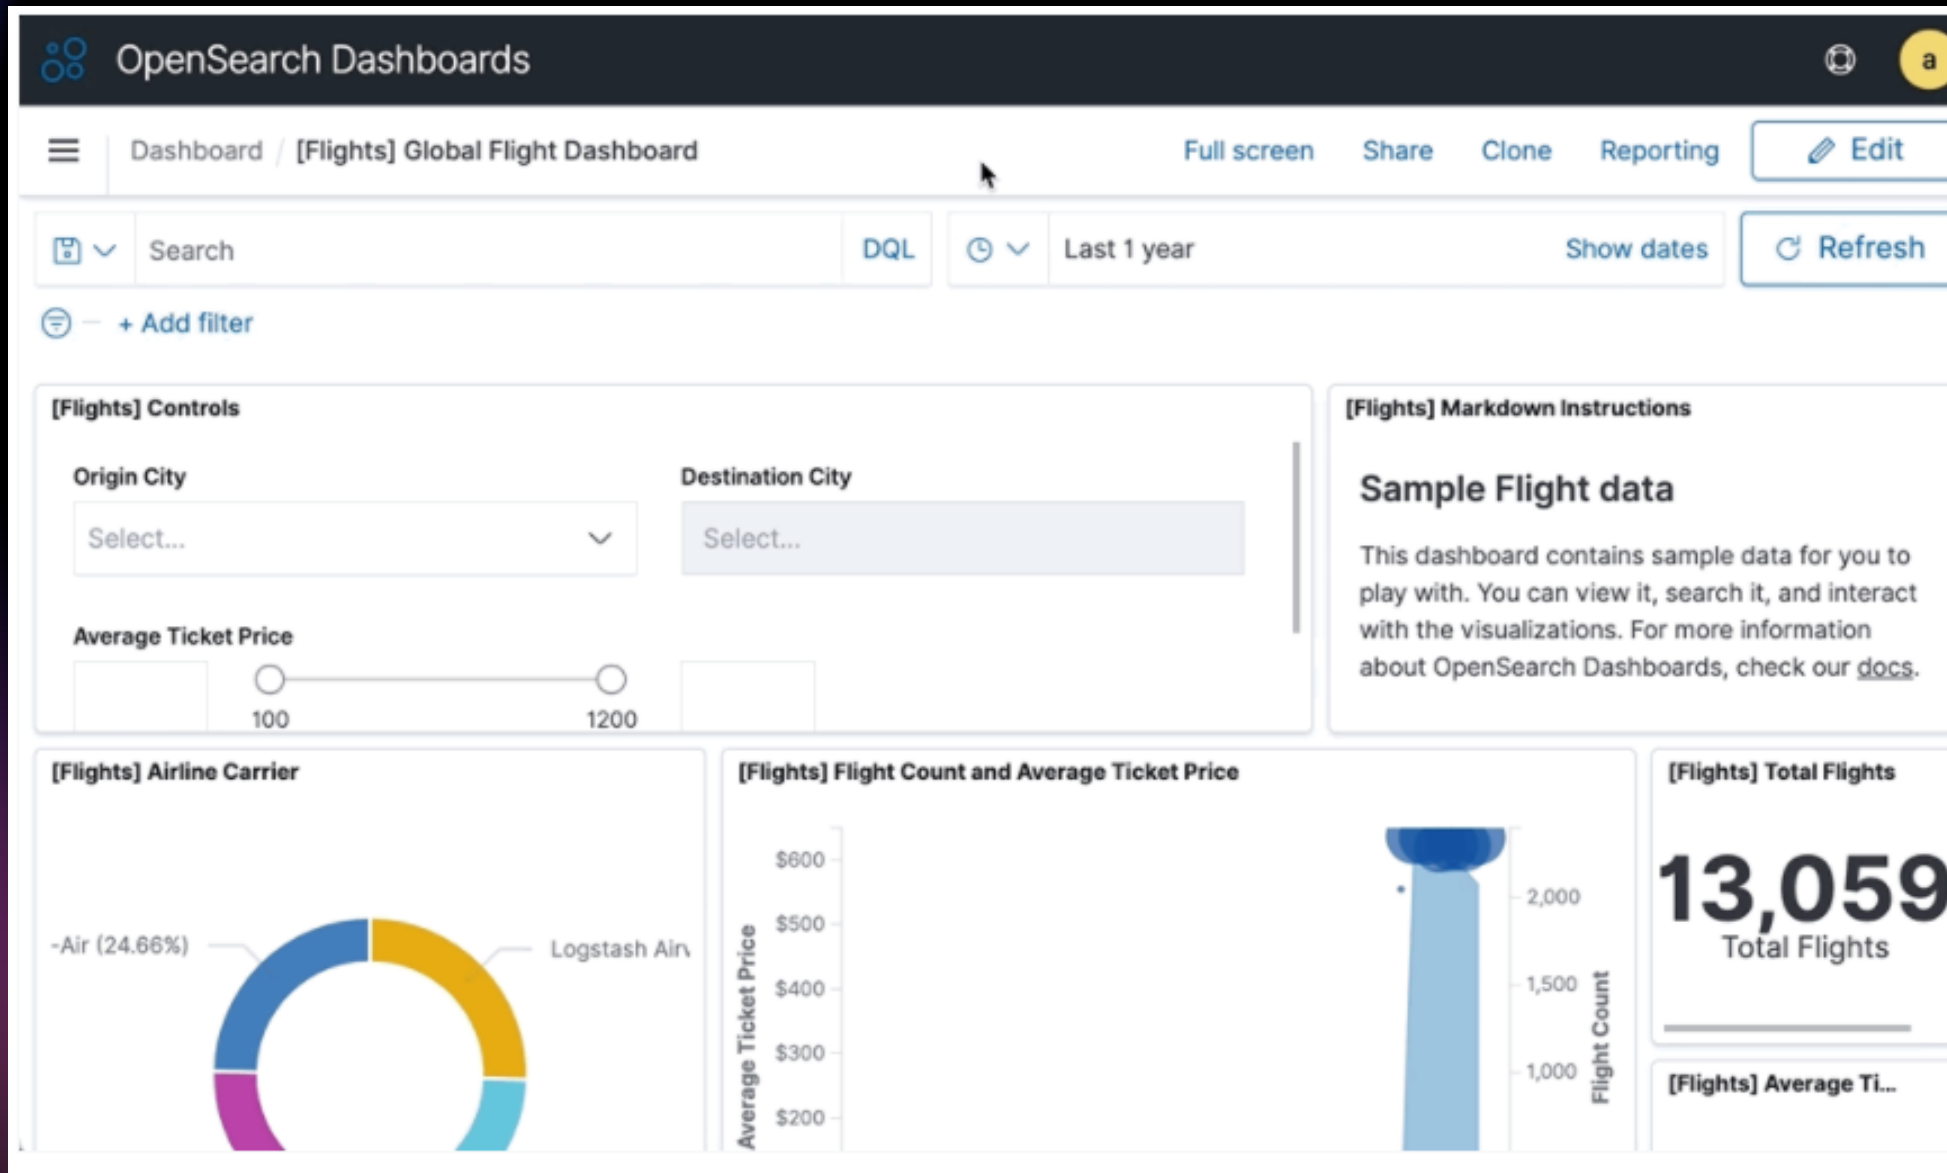 OpenSearch Dashboards
a
Dashboard / [Flights] Global Flight Dashboard
Full screen
Share
Clone
Reporting
Edit
Search
DQL
Last 1 year
Show dates
Refresh
+ Add filter
[Flights] Controls
Origin City
Select...
Destination City
Select...
Average Ticket Price
100
1200
[Flights] Markdown Instructions
Sample Flight data
This dashboard contains sample data for you to
play with. You can view it, search it, and interact
with the visualizations. For more information
about OpenSearch Dashboards, check our docs.
[Flights] Airline Carrier
-Air (24.66%)
Logstash Airv
[Flights] Flight Count and Average Ticket Price
Average Ticket Price
$600
$500
$400
$300
$200
2,000
1,500
1,000
Flight Count
[Flights] Total Flights
13,059
Total Flights
[Flights] Average Ti...